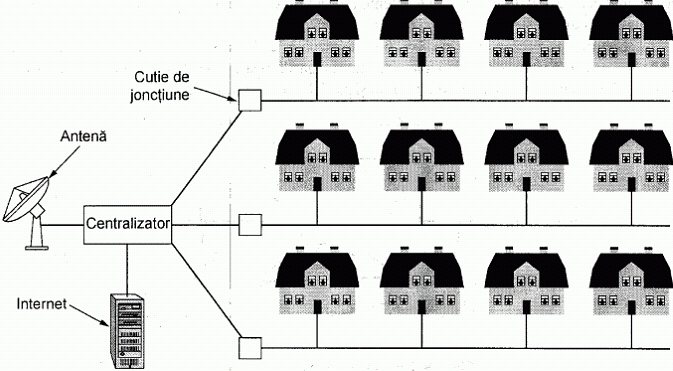 Cutie de
joncțiune
Antenă
Centralizator
Internet